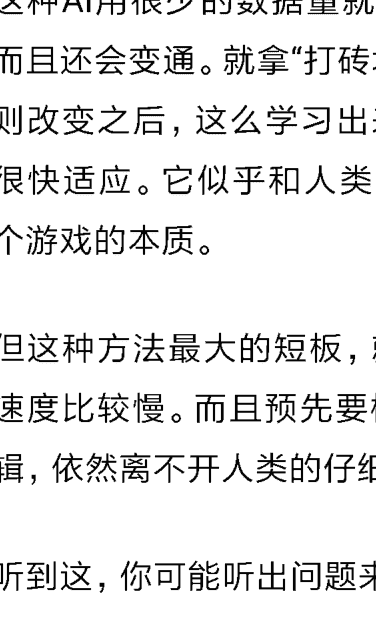 这种AI用很少的数据量就
而且还会变通。就拿“打砖
则改变之后，这么学习出
很快适应。它似乎和人类
个游戏的本质。
但这种方法最大的短板，
速度比较慢。而且预先要
辑，依然离不开人类的仔细
听到这，你可能听出问题来